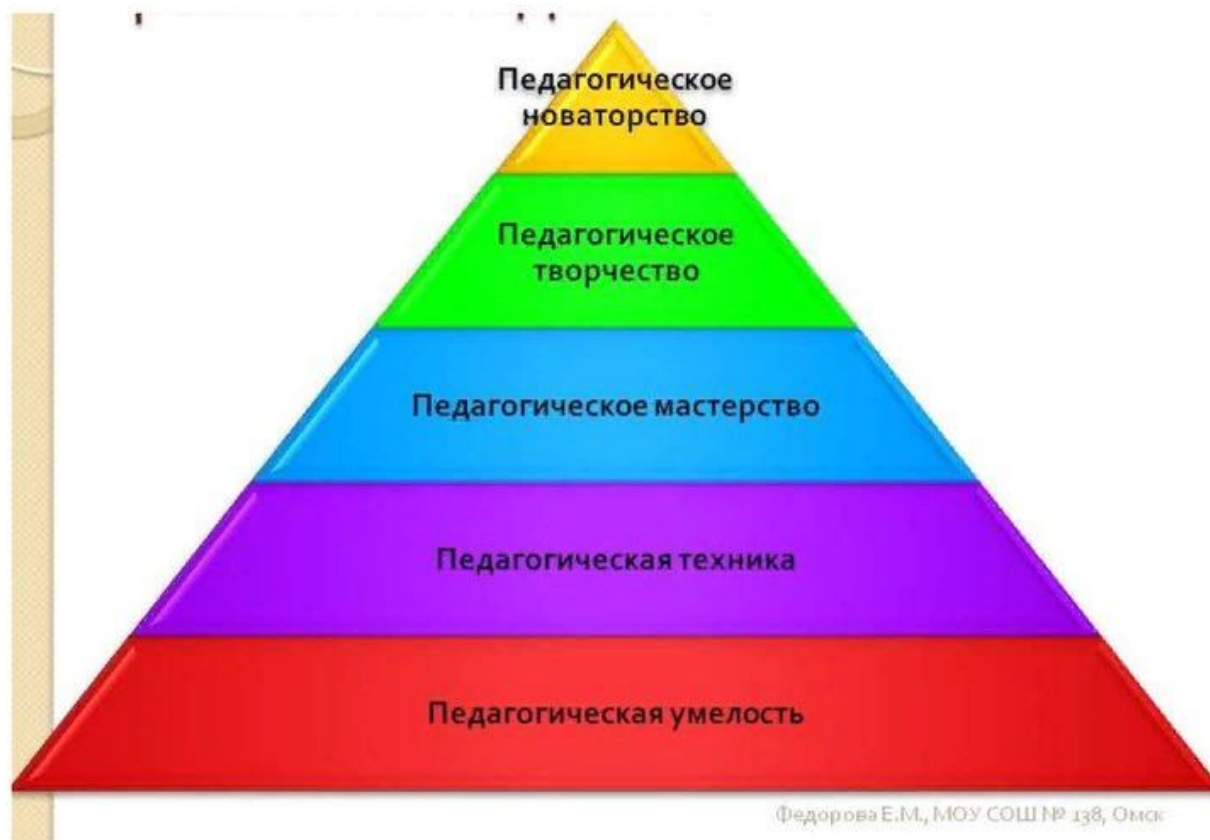 Педагогическое
новаторство
Педагогическое
творчество
Педагогическое мастерство
Педагогическая техника
Педагогическая умелость
Федорова Е.М., МОУ СОШ № 138, Омск